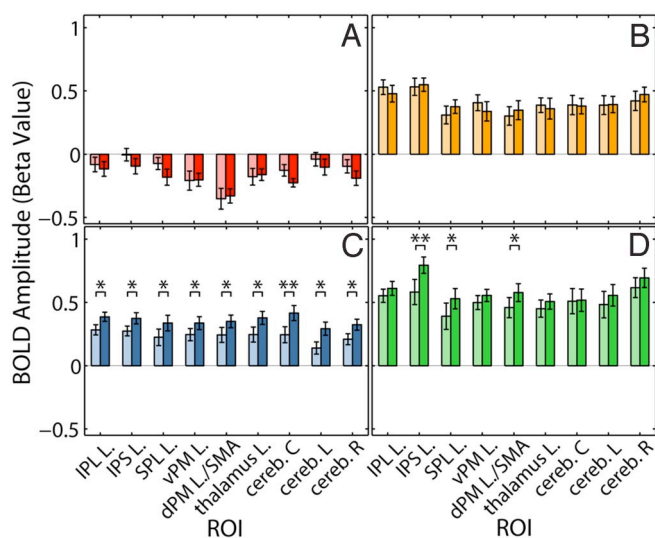 A
B
1
0.5
0
−0.5
BOLD Amplitude (Beta Value)
C
D
* * * * * * ** * *
** * *
1
0.5
0
−0.5
IPL L. IPS L. SPL L. vPM L. dPM L./SMA thalamus L. cereb. C cereb. L cereb. R
IPL L. IPS L. SPL L. vPM L. dPM L./SMA thalamus L. cereb. C cereb. L cereb. R
ROI
ROI